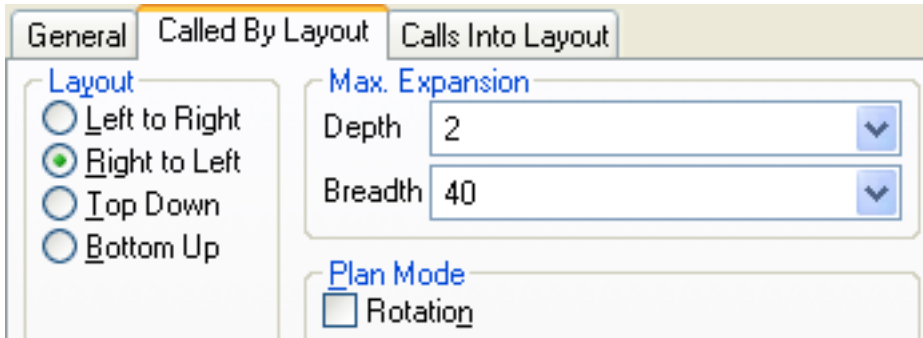 General Called By Layout Calls Into Layout
Layout
Left to Right
Right to Left
Top Down
Bottom Up
Max. Expansion
Depth 2
Breadth 40
Plan Mode
Rotation